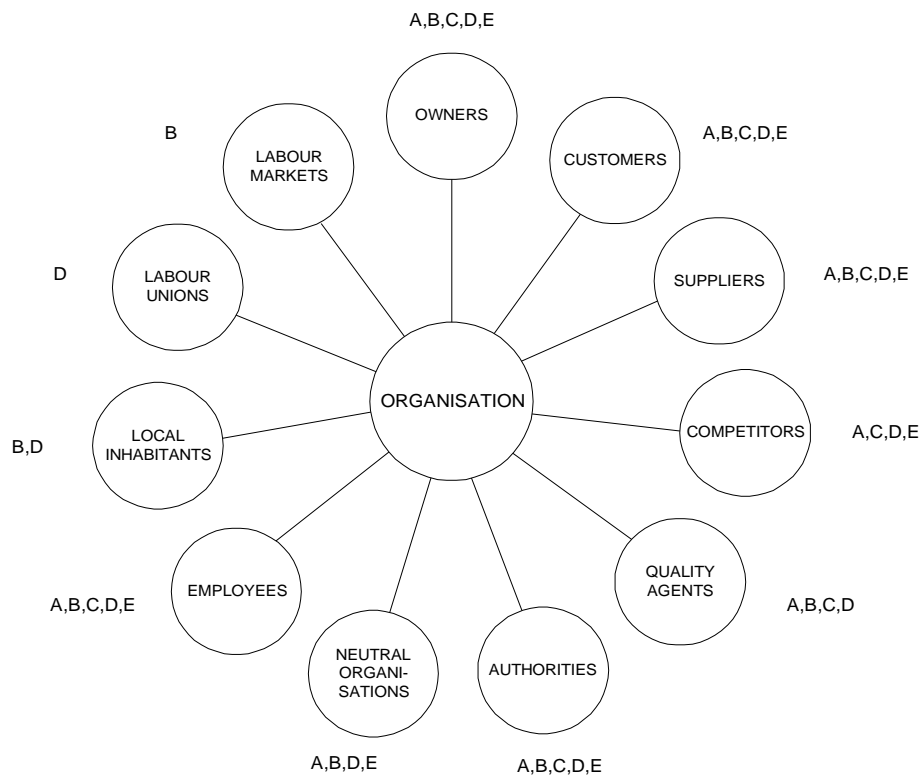 A,B,C,D,E
OWNERS
B
LABOUR
MARKETS
CUSTOMERS
A,B,C,D,E
D
LABOUR
UNIONS
SUPPLIERS
A,B,C,D,E
ORGANISATION
B,D
LOCAL
INHABITANTS
COMPETITORS
A,C,D,E
A,B,C,D,E
EMPLOYEES
QUALITY
AGENTS
A,B,C,D
NEUTRAL
ORGANI-
SATIONS
AUTHORITIES
A,B,D,E
A,B,C,D,E